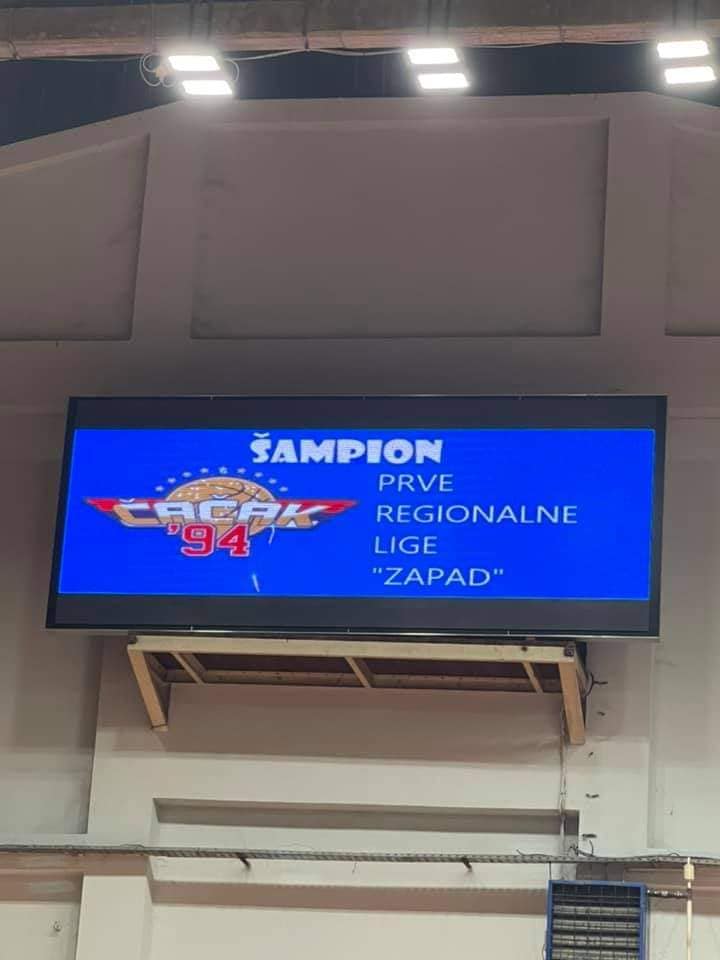 ŠAMPION
PRVE
REGIONALNE
LIGE
"ZAPAD"
ČAČAK
'94